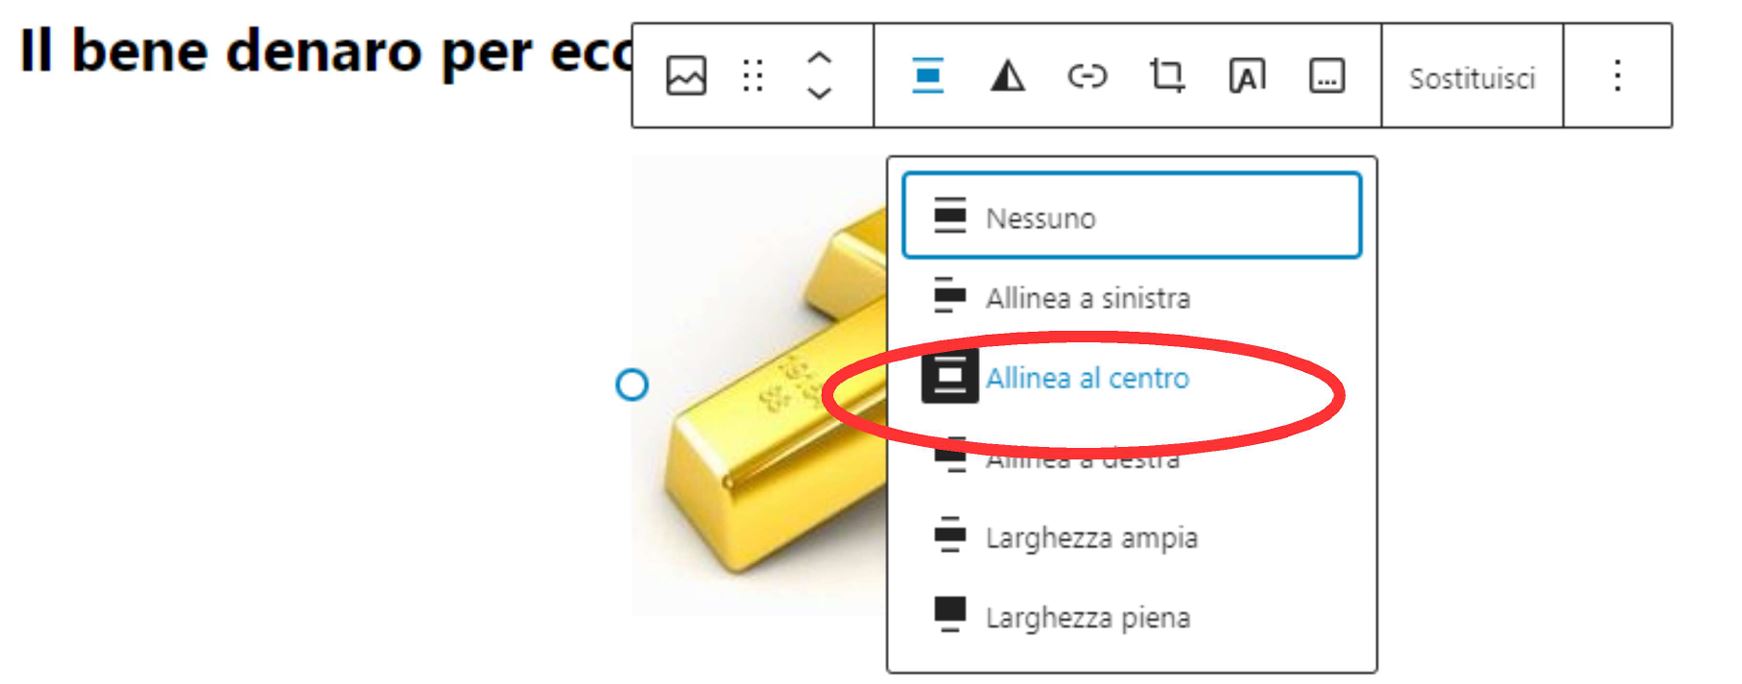 Il bene denaro per ecc
Sostituisci
Nessuno
Allinea a sinistra
Allinea al centro
Allinea a destra
Larghezza ampia
Larghezza piena